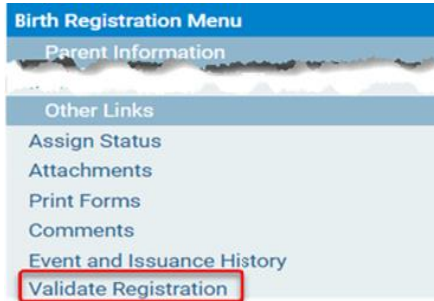 Birth Registration Menu
Parent Information
Other Links
Assign Status
Attachments
Print Forms
Comments
Event and Issuance History
Validate Registration